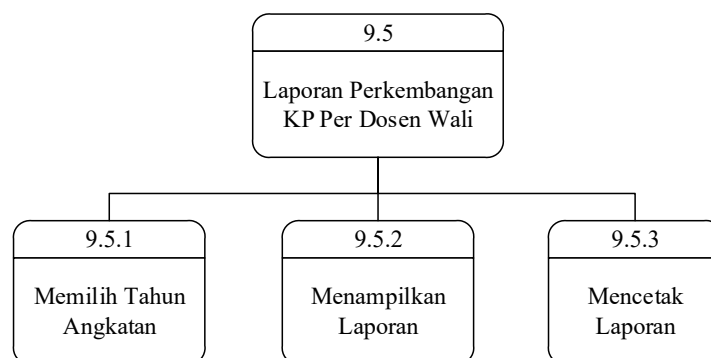 9.5
Laporan Perkembangan
KP Per Dosen Wali
9.5.1
Memilih Tahun
Angkatan
9.5.2
Menampilkan
Laporan
9.5.3
Mencetak
Laporan